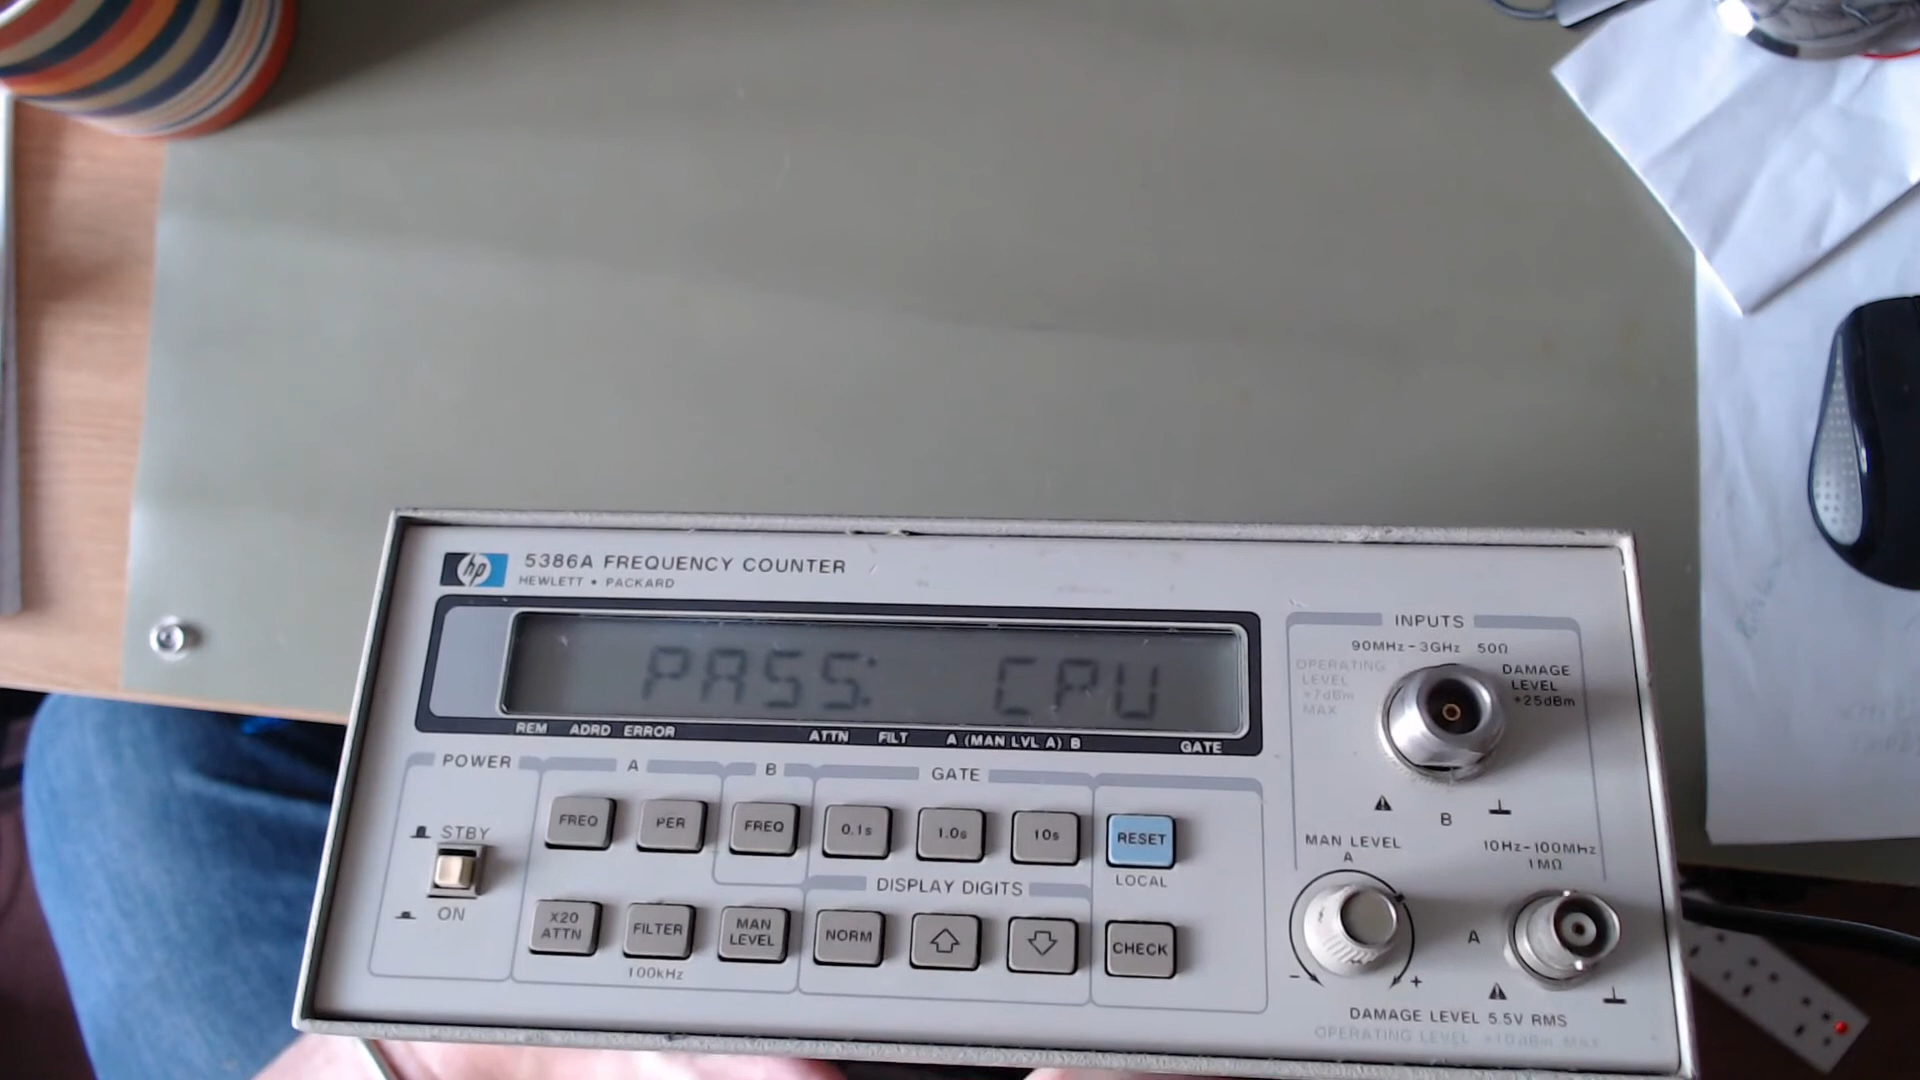 hp 5386A FREQUENCY COUNTER
HEWLETT • PACKARD
PASS: CPU
REM ADRD ERROR ATTN FILT A (MAN LVL A) B GATE
POWER
STBY
ON
A
FREQ PER
X20 ATTN
FILTER
100kHz
MAN LEVEL
B
FREQ
GATE
0.1s 1.0s 10s
DISPLAY DIGITS
NORM
RESET
LOCAL
CHECK
INPUTS
90MHz-3GHz 50Ω
OPERATING
LEVEL
+7dBm
MAX
DAMAGE
LEVEL
+25dBm
B
MAN LEVEL
A
- +
10Hz-100MHz
1MΩ
A
DAMAGE LEVEL 5.5V RMS
OPERATING LEVEL +10dBm MAX